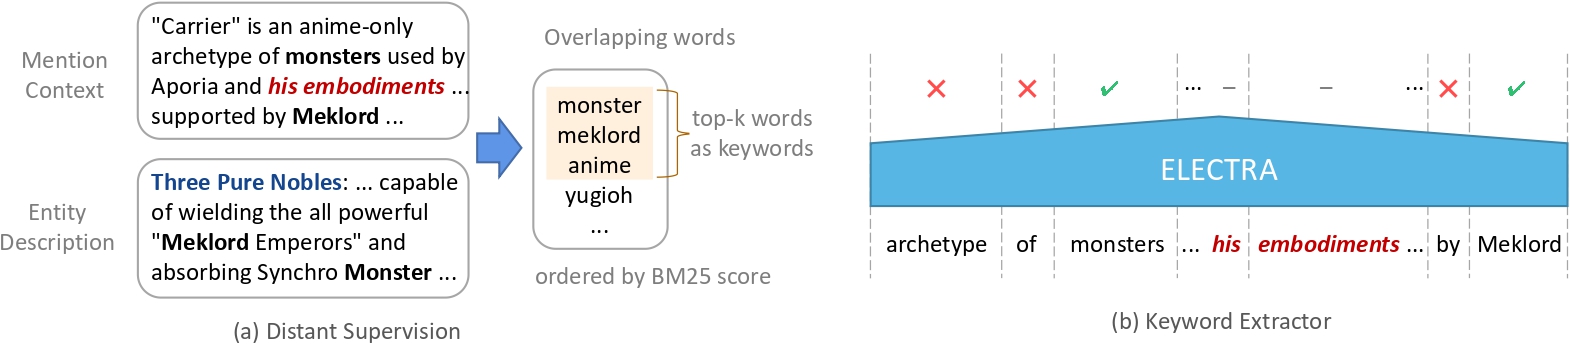 Mention
Context
"Carrier" is an anime-only
archetype of monsters used by
Aporia and his embodiments ...
supported by Meklord ...
Entity
Description
Three Pure Nobles: ... capable
of wielding the all powerful
"Meklord Emperors" and
absorbing Synchro Monster ...
Overlapping words
monster
meklord
anime
yugioh
...
top-k words
as keywords
ordered by BM25 score
(a) Distant Supervision
... – – ...
ELECTRA
archetype of monsters ... his embodiments ... by Meklord
(b) Keyword Extractor